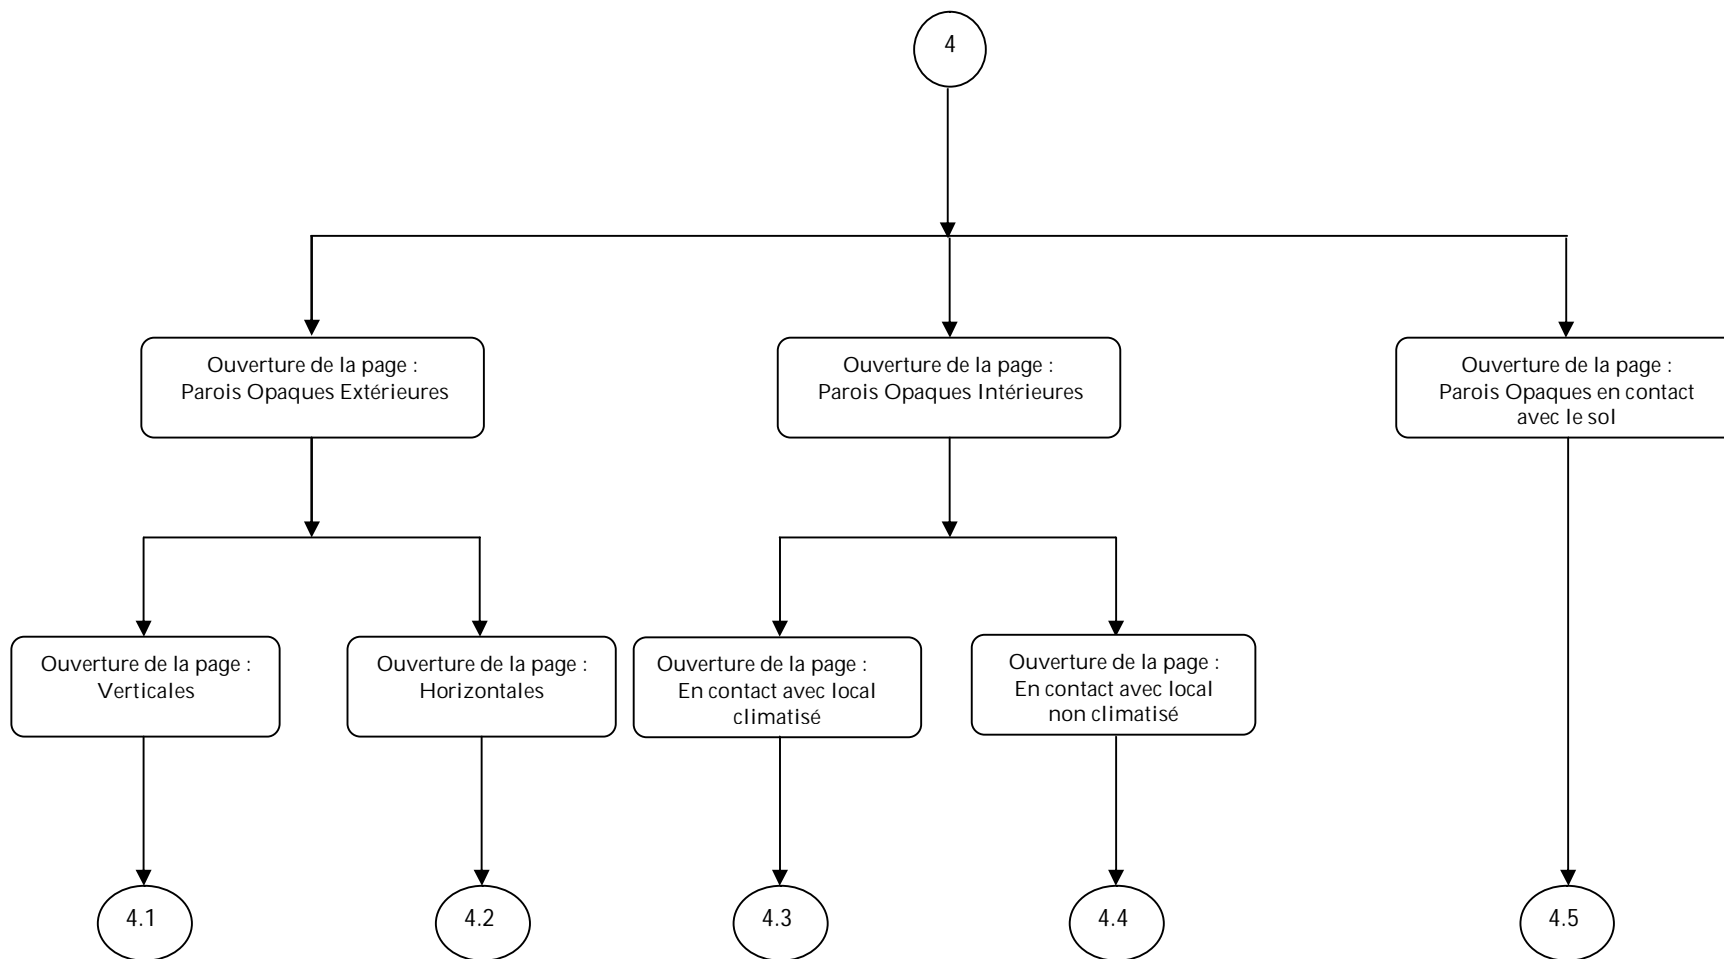 4
Ouverture de la page :
Parois Opaques Extérieures
Ouverture de la page :
Parois Opaques Intérieures
Ouverture de la page :
Parois Opaques en contact
avec le sol
Ouverture de la page :
Verticales
Ouverture de la page :
Horizontales
Ouverture de la page :
En contact avec local
climatisé
Ouverture de la page :
En contact avec local
non climatisé
4.1
4.2
4.3
4.4
4.5